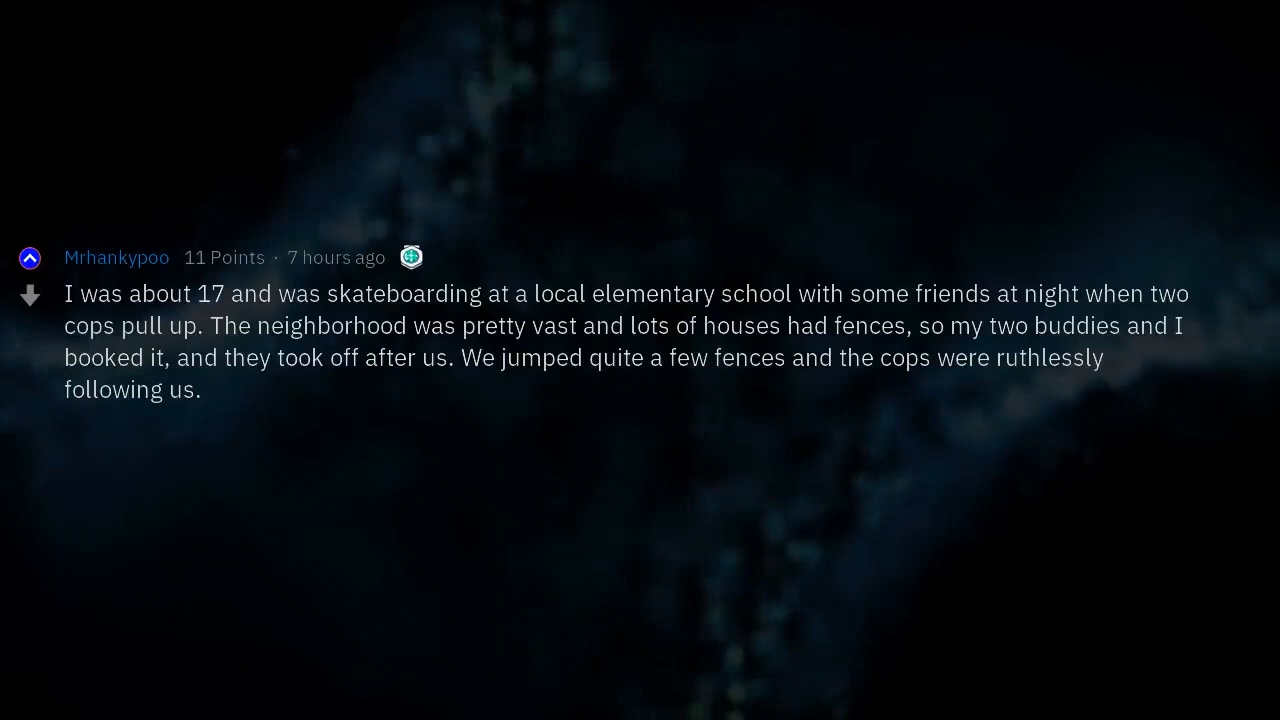 Mrhankypoo 11 Points · 7 hours ago
I was about 17 and was skateboarding at a local elementary school with some friends at night when two
cops pull up. The neighborhood was pretty vast and lots of houses had fences, so my two buddies and I
booked it, and they took off after us. We jumped quite a few fences and the cops were ruthlessly
following us.